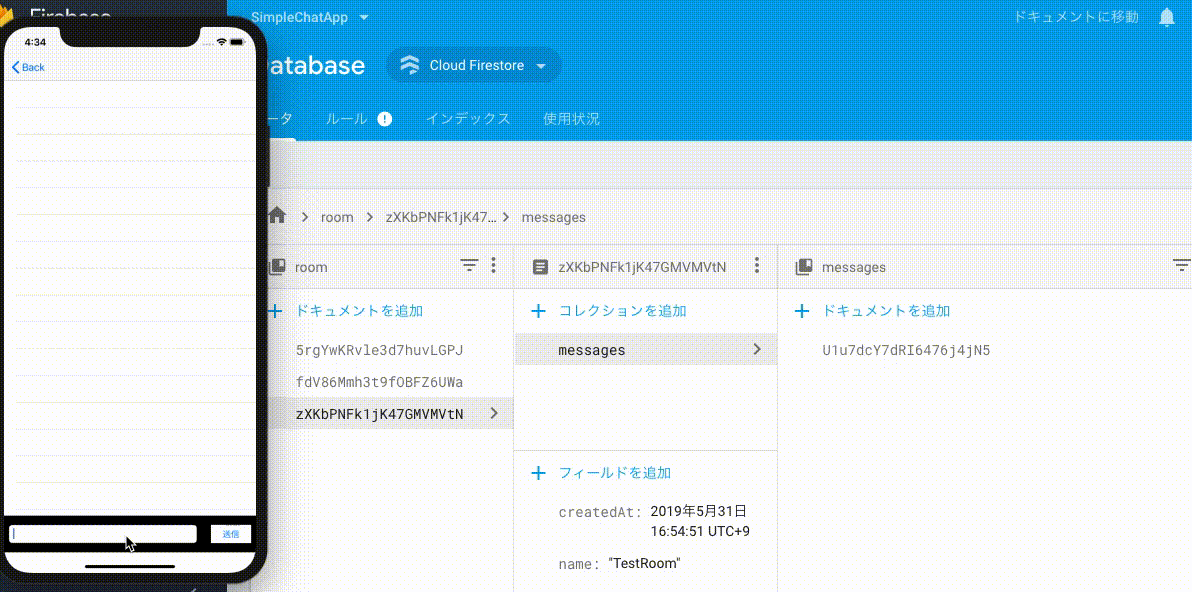 SimpleChatApp
ドキュメントに移動
4:34
Back
atabase
Cloud Firestore
ータ
ルール
インデックス
使用状況
room
zXKbPNFk1jK47...
messages
room
zXKbPNFk1jK47GMVMVtN
messages
ドキュメントを追加
コレクションを追加
ドキュメントを追加
5rgYwKRvle3d7huvLGPJ
messages
U1u7dcY7dRI6476j4jN5
fdV86Mmh3t9fOBFZ6UWa
zXKbPNFk1jK47GMVMVtN
フィールドを追加
createdAt: 2019年5月31日
16:54:51 UTC+9
name: "TestRoom"
送信